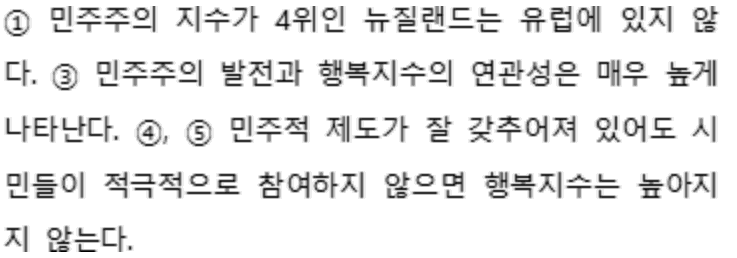 ① 민주주의 지수가 4위인 뉴질랜드는 유럽에 있지 않
다. ③ 민주주의 발전과 행복지수의 연관성은 매우 높게
나타난다. ④, ⑤ 민주적 제도가 잘 갖추어져 있어도 시
민들이 적극적으로 참여하지 않으면 행복지수는 높아지
지 않는다.